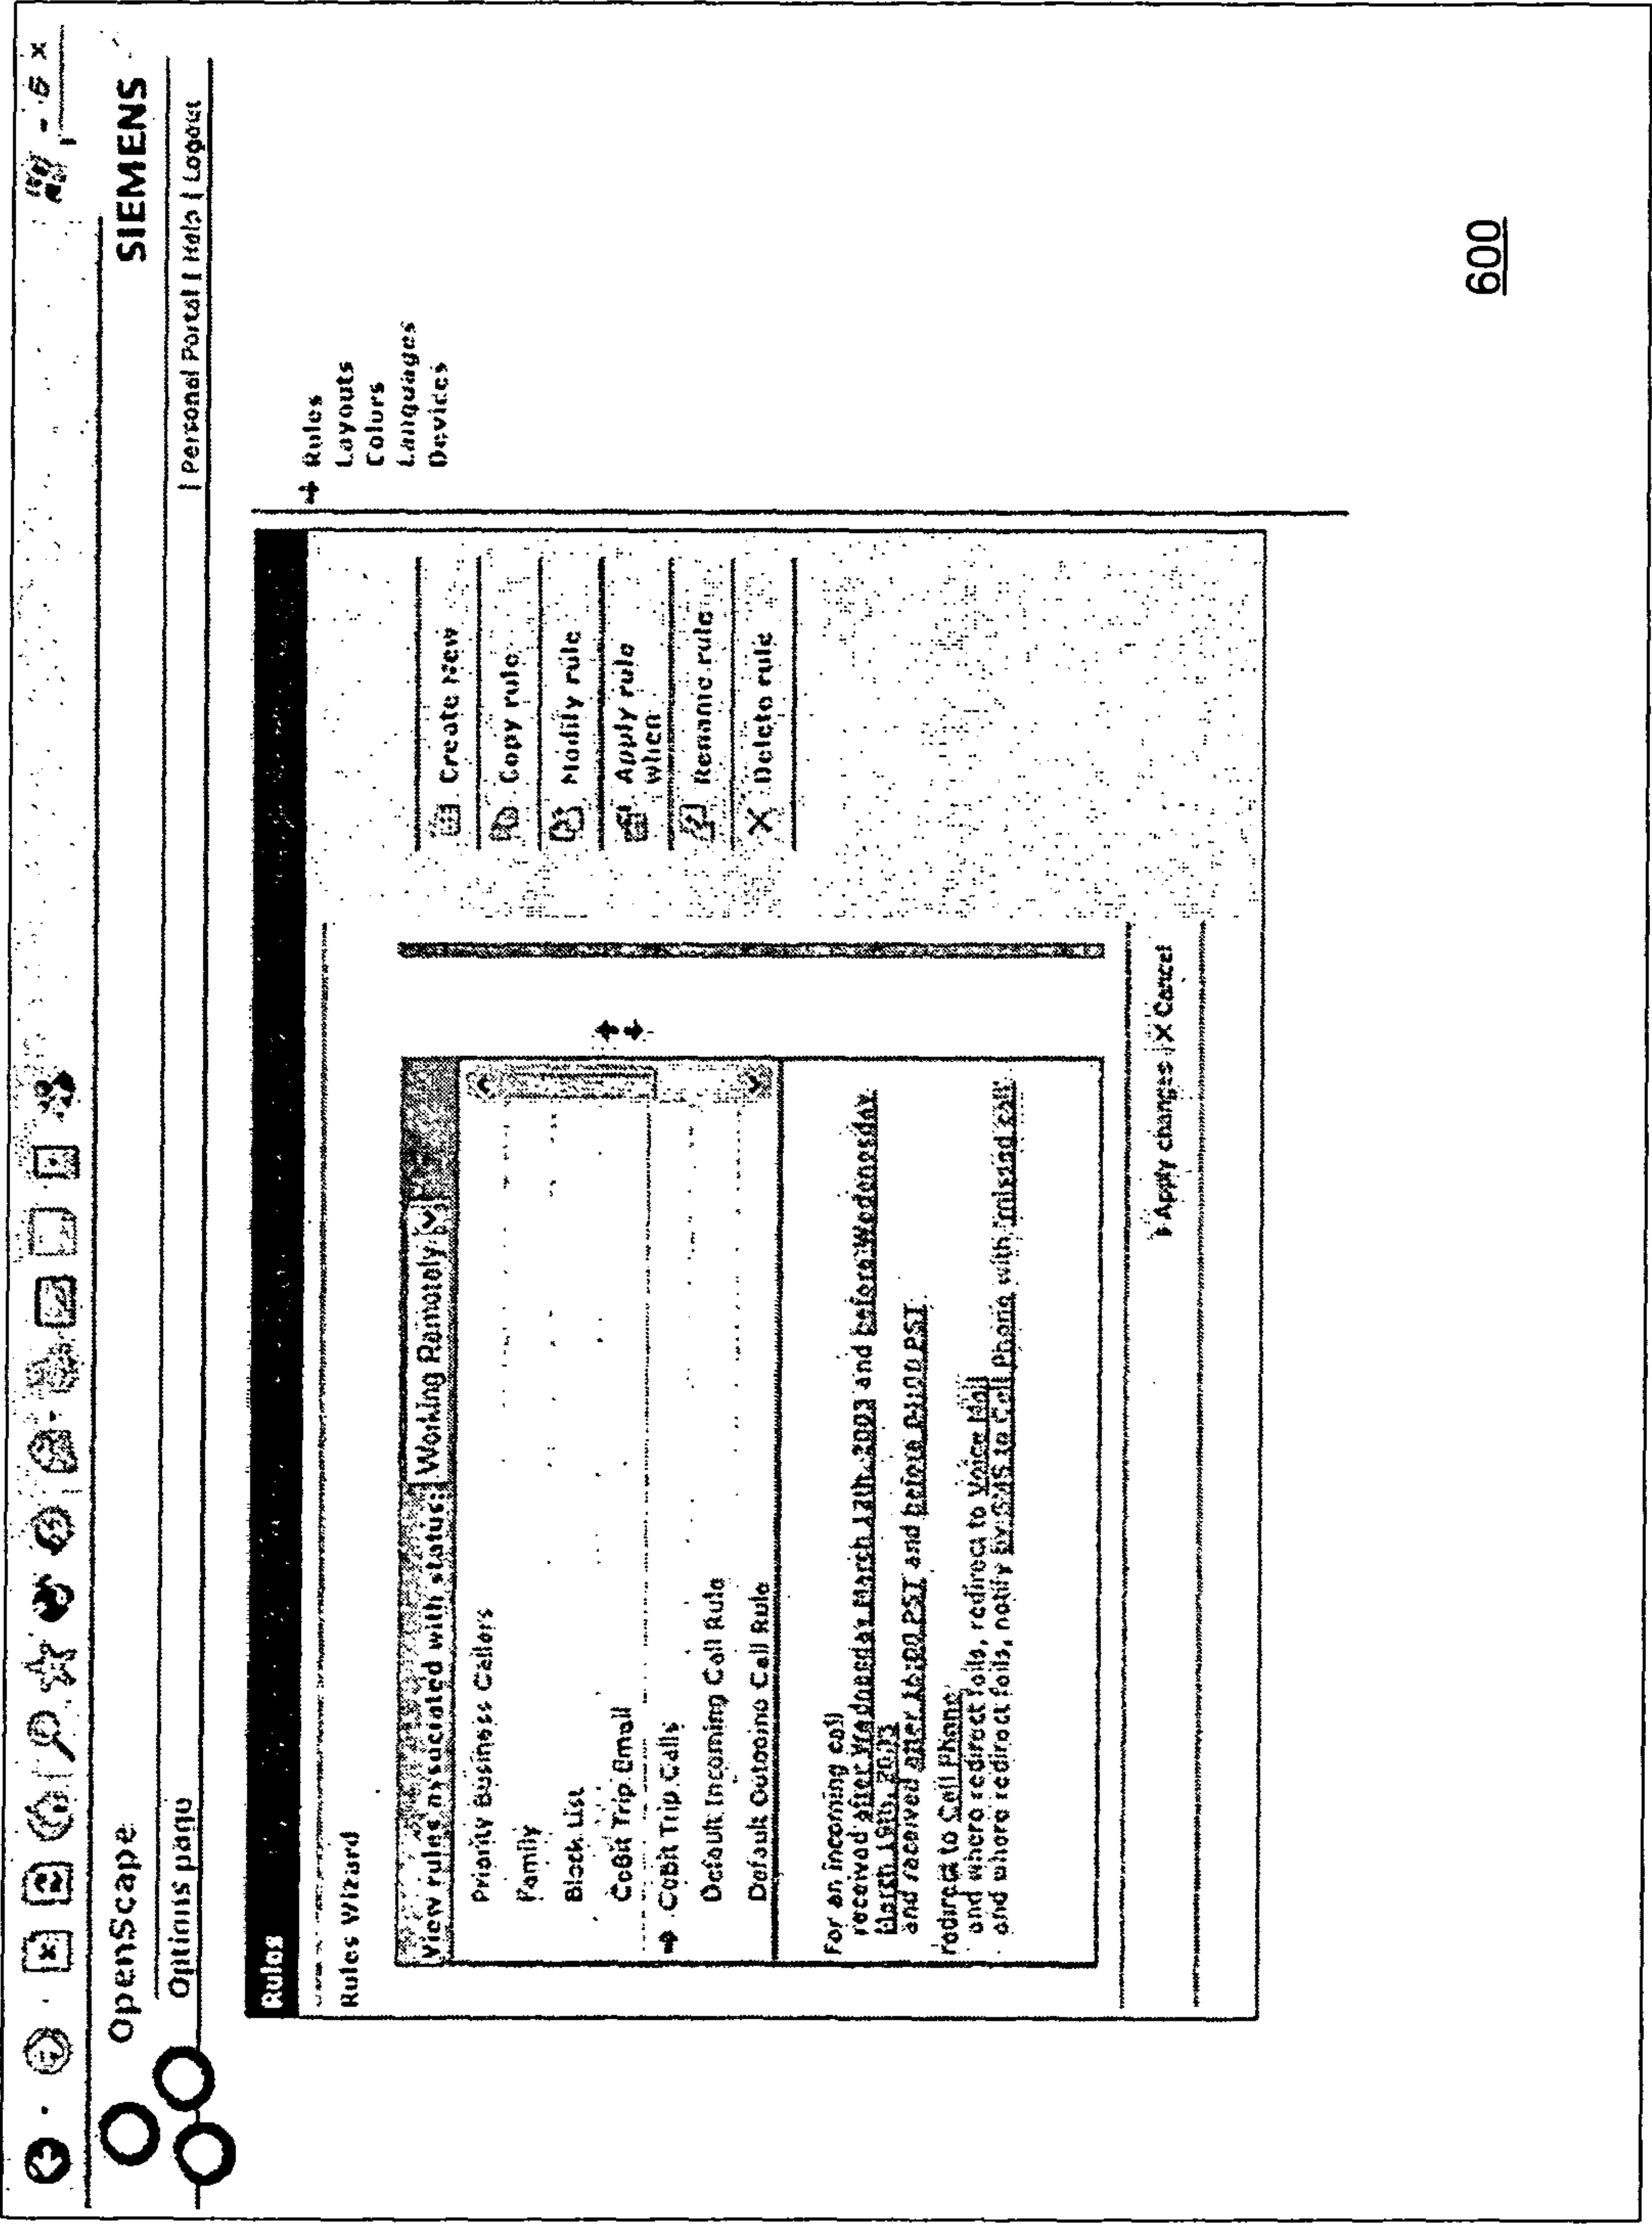 SIEMENS
OpenScape
Options page
| Personal Portal | Help | Logout
Rules
Rules Wizard
View rules associated with status: Working Remotely
Priority Business Callers
Family
Block List
CeBit Trip Email
CeBit Trip Calls
Default Incoming Call Rule
Default Outgoing Call Rule
For an incoming call
received after Wednesday March 12th, 2003 and before Wednesday
March 19th, 2003
and received after 16:00 PST and before 04:00 PST
redirect to Cell Phone
and where redirect fails, redirect to Voice Mail
and where redirect fails, notify by SMS to Cell Phone with missed call
Apply changes | X Cancel
Create New
Copy rule
Modify rule
Apply rule
when
Rename rule
Delete rule
Rules
Layouts
Colors
Languages
Devices
600